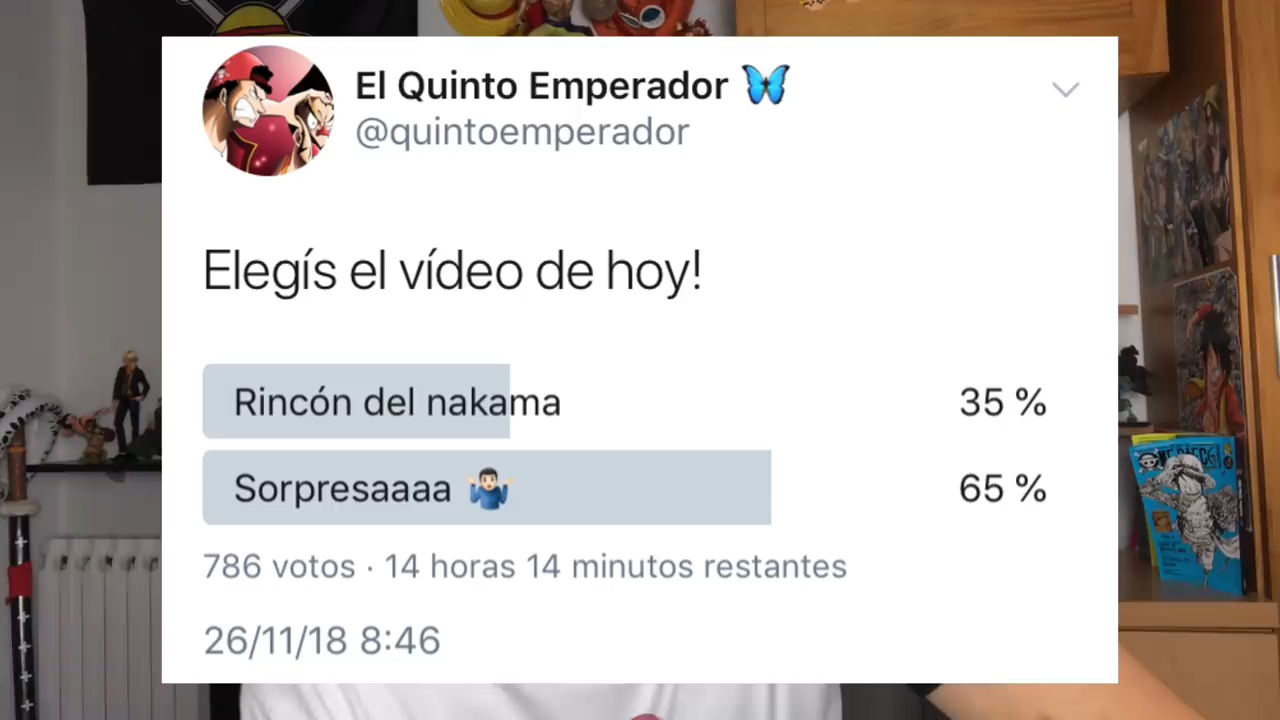 El Quinto Emperador 🦋
@quintoemperador
Elegís el vídeo de hoy!
Rincón del nakama 35 %
Sorpresaaaa 🤷🏻‍♂️ 65 %
786 votos · 14 horas 14 minutos restantes
26/11/18 8:46